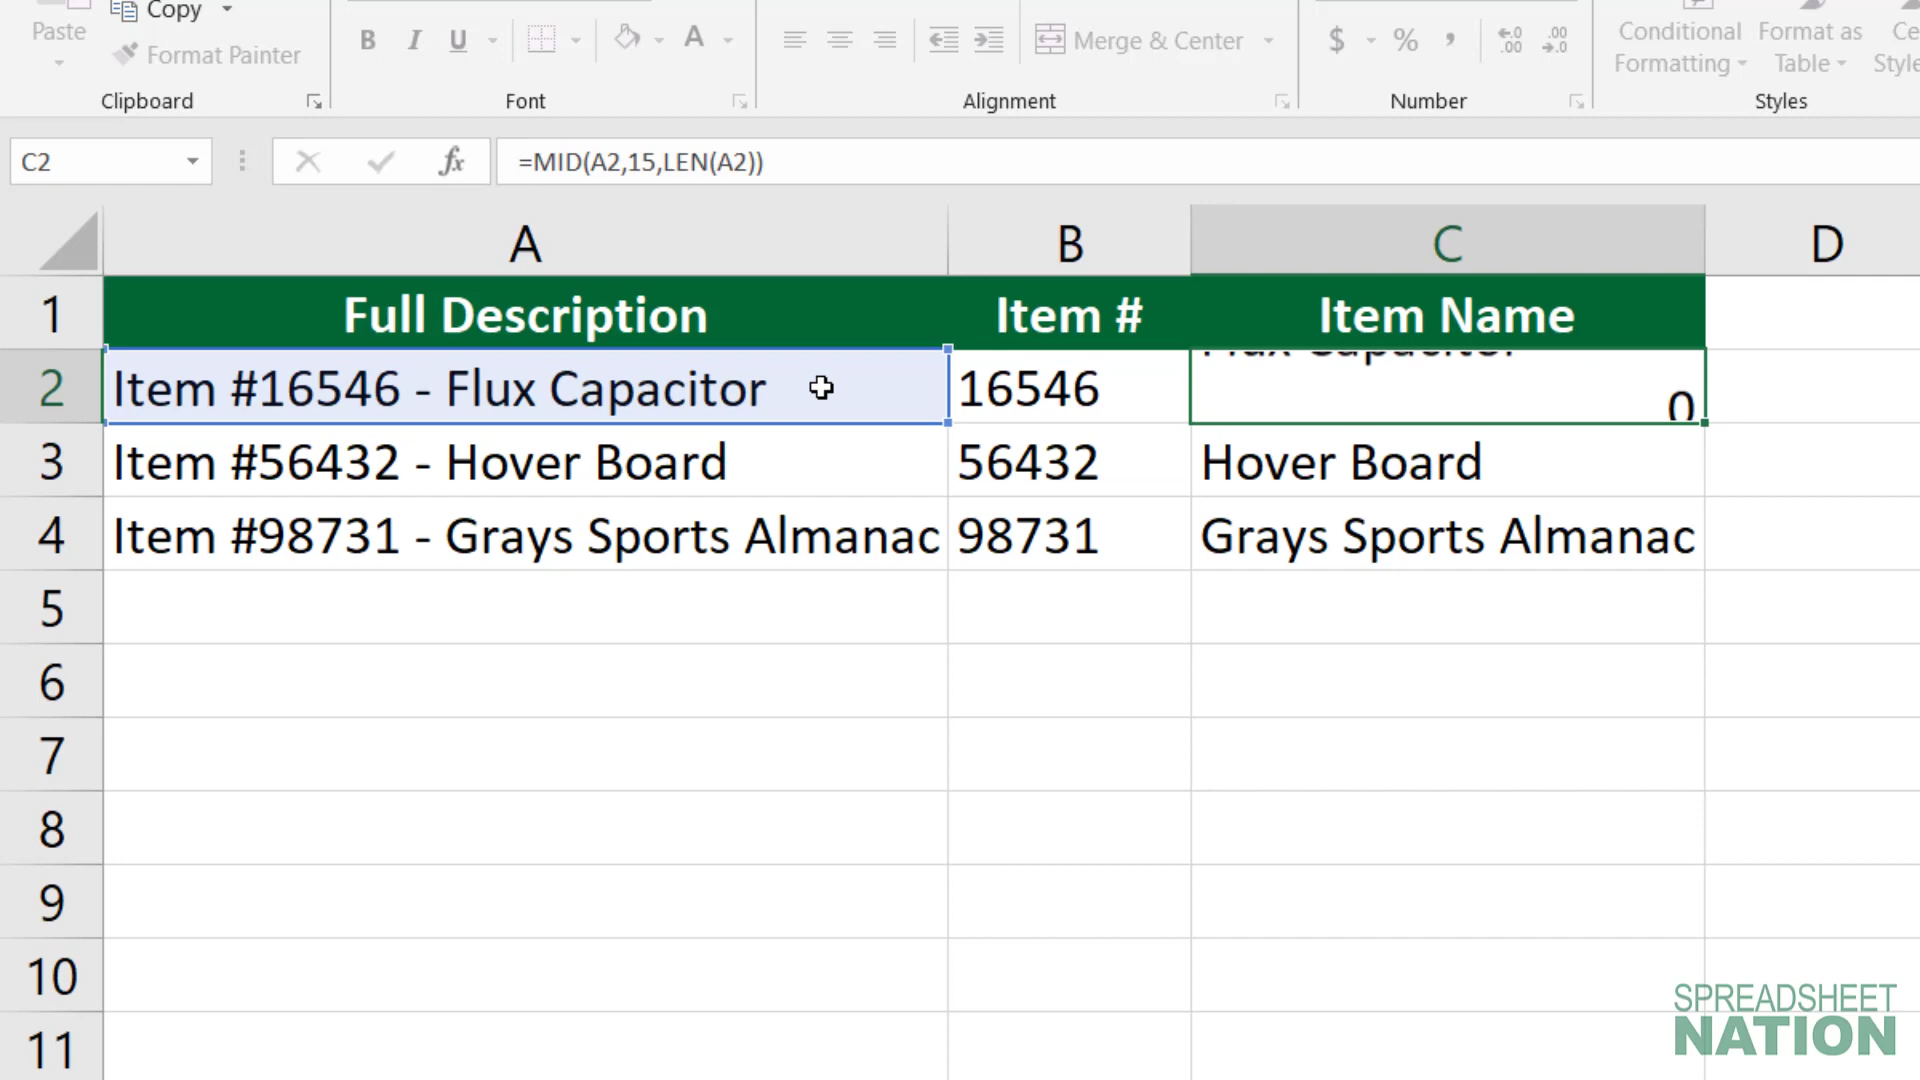 Paste
Copy
Format Painter
B I U A
Merge & Center
$ % ,
Conditional
Formatting
Format as
Table
Clipboard
Font
Alignment
Number
Styles
C2
fx
=MID(A2,15,LEN(A2))
A B C D
1 Full Description Item # Item Name
2 Item #16546 - Flux Capacitor 16546 Flux Capacitor 0
3 Item #56432 - Hover Board 56432 Hover Board
4 Item #98731 - Grays Sports Almanac 98731 Grays Sports Almanac
5
6
7
8
9
10
11
SPREADSHEET
NATION